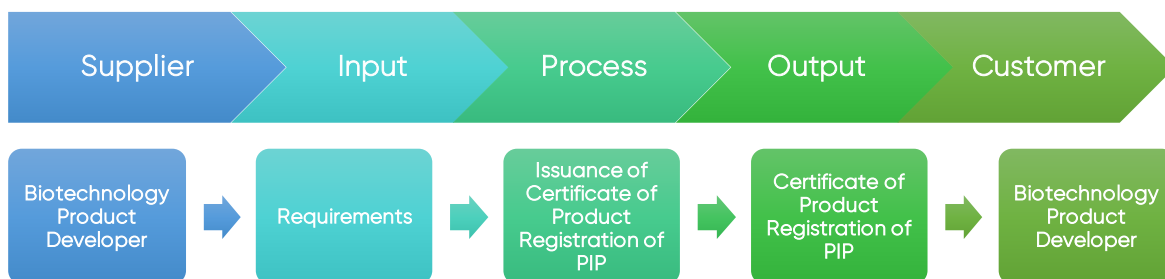 Supplier
Input
Process
Output
Customer
Biotechnology
Product
Developer
Requirements
Issuance of
Certificate of
Product
Registration of
PIP
Certificate of
Product
Registration of
PIP
Biotechnology
Product
Developer